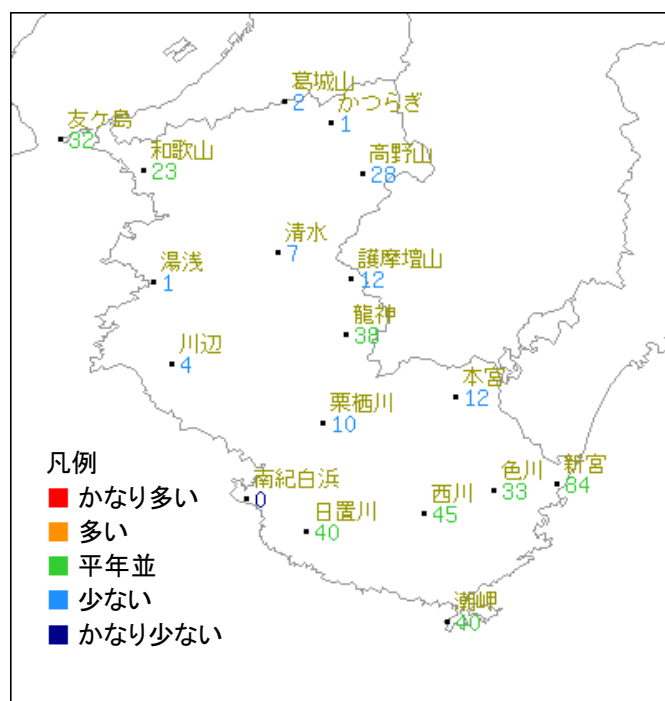 葛城山
2
かつらぎ
1
友ケ島
32
和歌山
23
高野山
28
清水
7
護摩壇山
12
湯浅
1
龍神
38
川辺
4
本宮
12
栗栖川
10
南紀白浜
0
日置川
40
西川
45
色川
33
新宮
84
潮岬
40
凡例
かなり多い
多い
平年並
少ない
かなり少ない